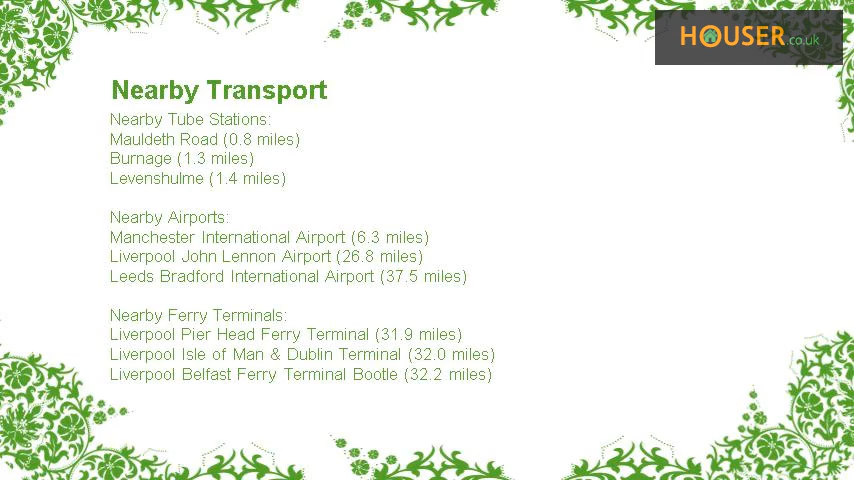 HOUSER.co.uk
Nearby Transport
Nearby Tube Stations:
Mauldeth Road (0.8 miles)
Burnage (1.3 miles)
Levenshulme (1.4 miles)
Nearby Airports:
Manchester International Airport (6.3 miles)
Liverpool John Lennon Airport (26.8 miles)
Leeds Bradford International Airport (37.5 miles)
Nearby Ferry Terminals:
Liverpool Pier Head Ferry Terminal (31.9 miles)
Liverpool Isle of Man & Dublin Terminal (32.0 miles)
Liverpool Belfast Ferry Terminal Bootle (32.2 miles)